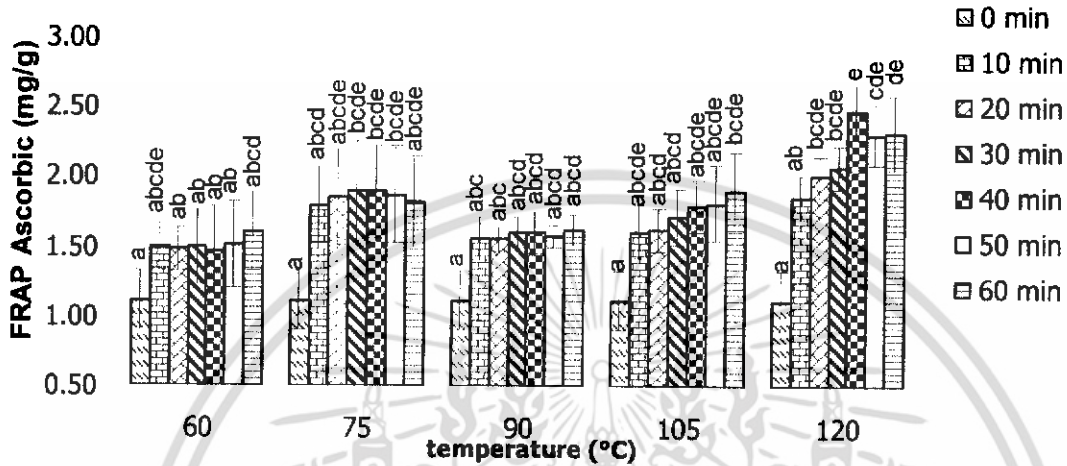 FRAP Ascorbic (mg/g)
3.00
2.50
2.00
1.50
1.00
0.50
a
abcde
ab
ab
ab
ab
abcd
a
abcd
abcde
bcde
bcde
bcde
abcde
a
abc
abc
abcd
abcd
abcd
abcd
a
abcde
abcd
abcd
abcde
abcde
bcde
a
ab
bcde
bcde
e
cde
de
60
75
90
105
120
temperature (°C)
0 min
10 min
20 min
30 min
40 min
50 min
60 min